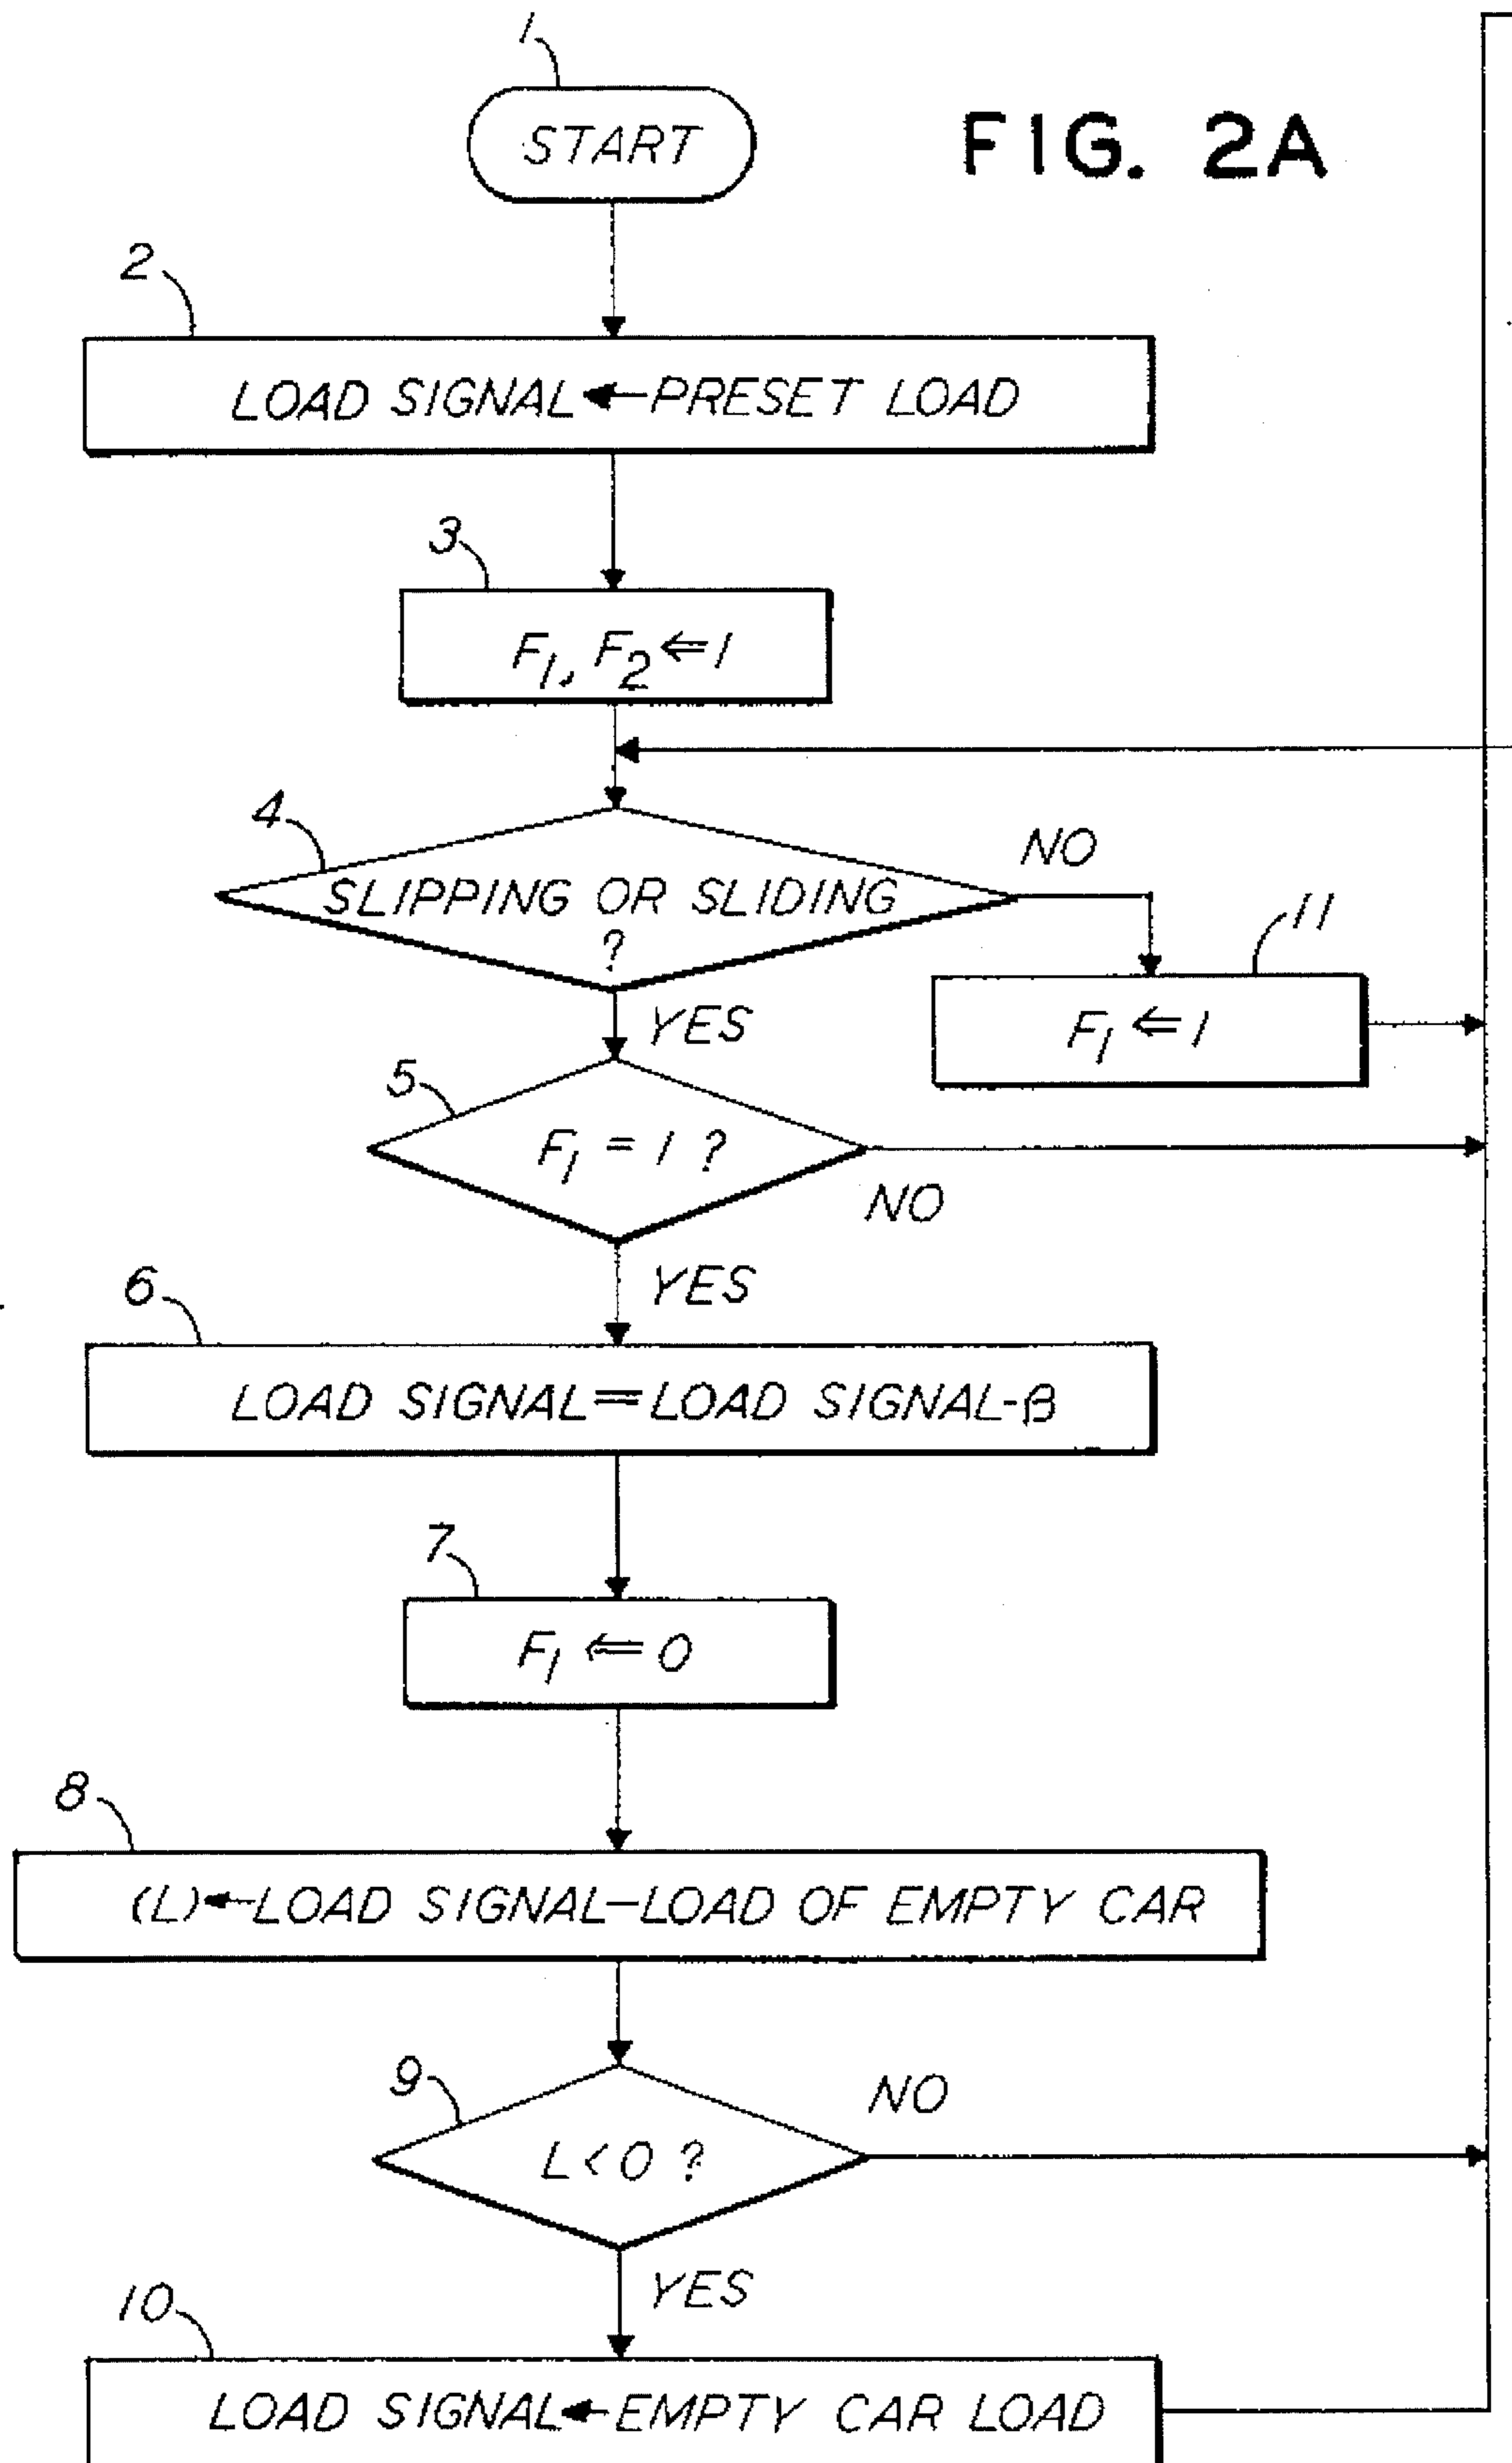 1
START
FIG. 2A
2
LOAD SIGNAL←PRESET LOAD
3
F₁, F₂ ⇐ 1
4
SLIPPING OR SLIDING
?
NO
11
F₁ ⇐ 1
YES
5
F₁ = 1 ?
NO
YES
6
LOAD SIGNAL=LOAD SIGNAL-β
7
F₁ ⇐ 0
8
(L)←LOAD SIGNAL–LOAD OF EMPTY CAR
9
NO
L<0 ?
YES
10
LOAD SIGNAL←EMPTY CAR LOAD